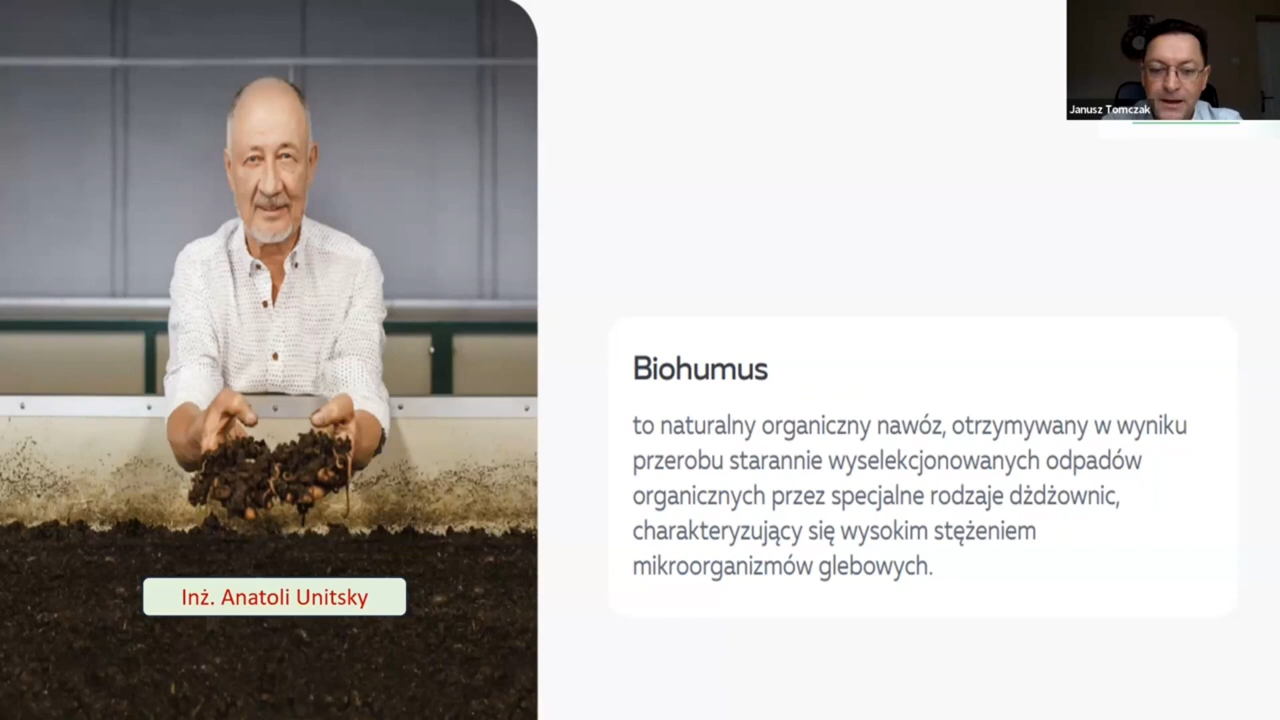 Janusz Tomczak
Biohumus
to naturalny organiczny nawóz, otrzymywany w wyniku
przerobu starannie wyselekcjonowanych odpadów
organicznych przez specjalne rodzaje dżdżownic,
charakteryzujący się wysokim stężeniem
mikroorganizmów glebowych.
Inż. Anatoli Unitsky